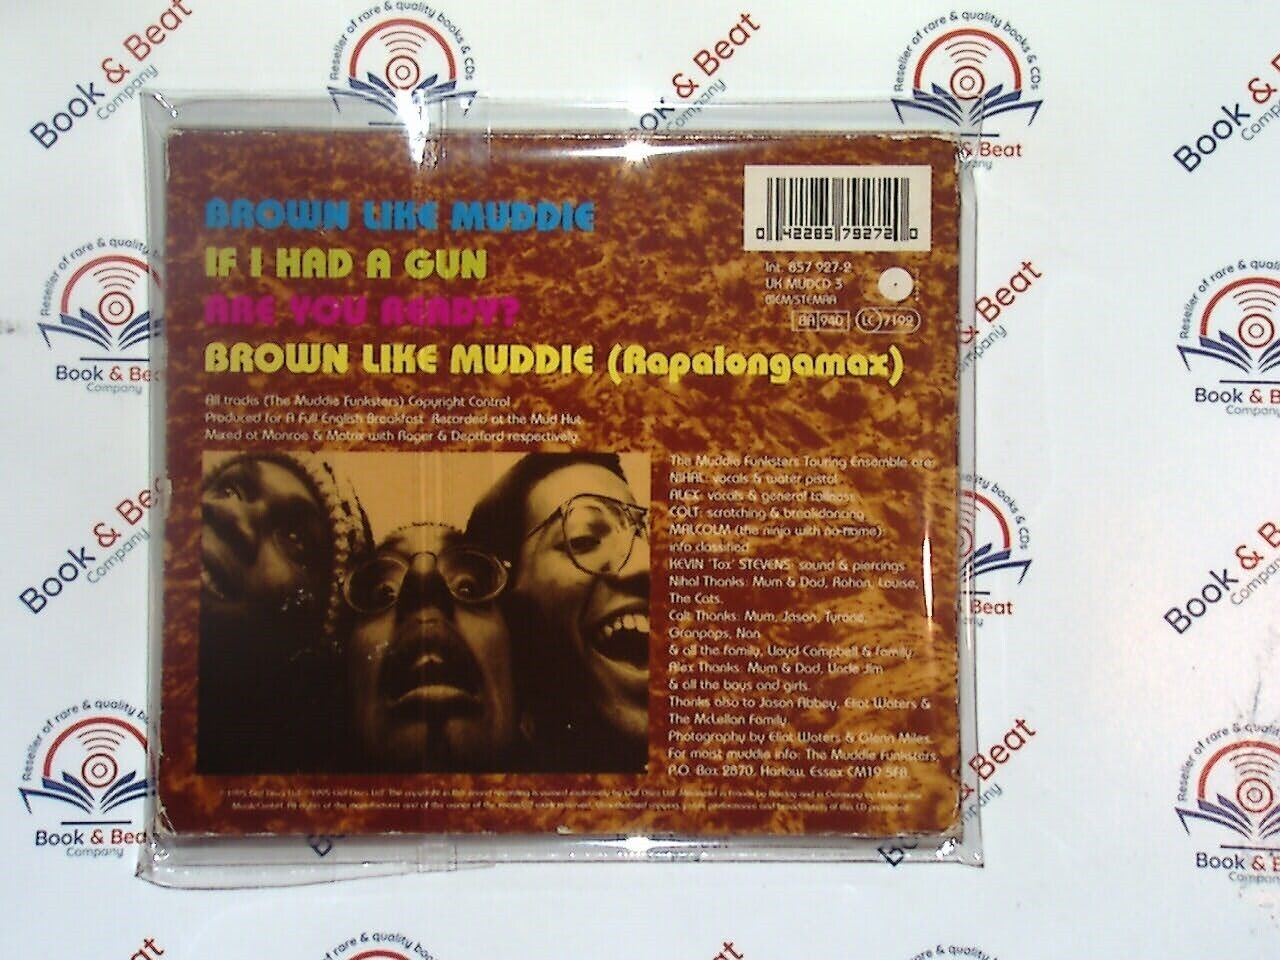 BROWN LIKE MUDDIE
IF I HAD A GUN
ARE YOU READY?
BROWN LIKE MUDDIE (Rapalongamax)
0 42285 79272 0
Int. 857 927-2
UK MUDCD 3
BIEM/STEMRA
BA 940 LC 7192
All tracks (The Muddie Funksters) Copyright Control
Produced for A Full English Breakfast. Recorded at the Mud Hut.
Mixed at Monroe & Matrix with Roger & Deptford respectively.
The Muddie Funksters Touring Ensemble are:
NIHAL: vocals & water pistol
ALEX: vocals & general tallness
COLT: scratching & breakdancing
MALCOLM (the ninja with no-name):
info classified
KEVIN 'Tox' STEVENS: sound & piercings
Nihal Thanks: Mum & Dad, Rohan, Louise,
The Cats.
Colt Thanks: Mum, Jason, Tyrone,
Granpops, Nan
& all the family, Lloyd Campbell & family.
Alex Thanks: Mum & Dad, Uncle Jim
& all the boys and girls.
Thanks also to Jason Abbey, Eliot Waters &
The McLellan Family.
Photography by Eliot Waters & Glenn Miles.
For moist muddie info: The Muddie Funksters,
P.O. Box 2870, Harlow, Essex CM19 5FB
Reseller of rare & quality books & CDs
Book & Beat
Company